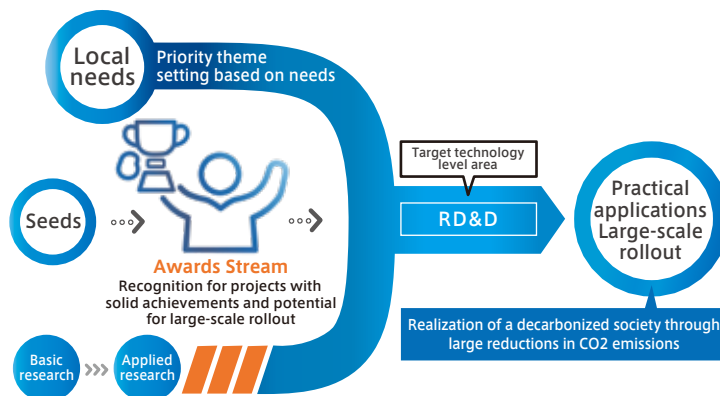 Local
needs
Priority theme
setting based on needs
Target technology
level area
RD&D
Practical
applications
Large-scale
rollout
Seeds
Awards Stream
Recognition for projects with
solid achievements and potential
for large-scale rollout
Realization of a decarbonized society through
large reductions in CO2 emissions
Basic
research
Applied
research